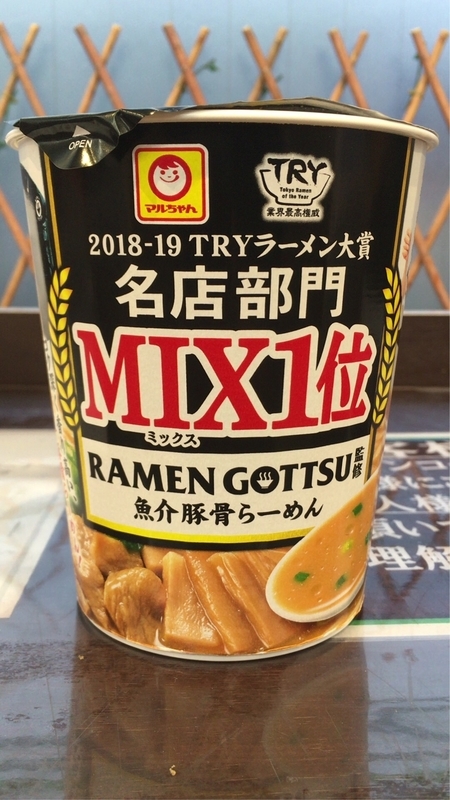 OPEN
マルちゃん
TRY
Tokyo Ramen
of the Year
業界最高権威
2018-19 TRYラーメン大賞
名店部門
MIX1位
ミックス
RAMEN GOTTSU監修
魚介豚骨らーめん
理解